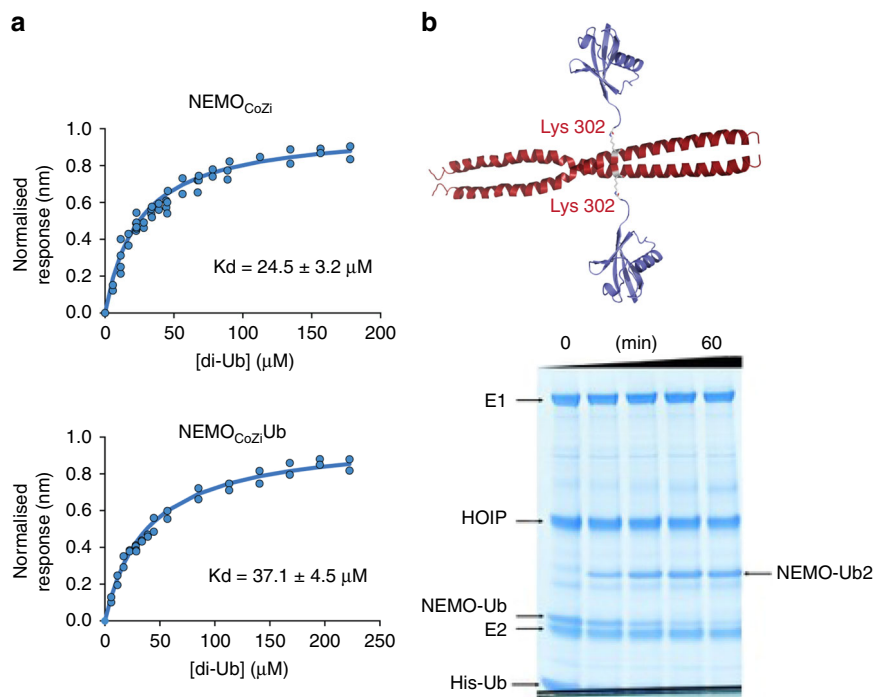 a
NEMOCoZi
Normalised
response (nm)
1.0
0.8
0.6
0.4
0.2
0.0
Kd = 24.5 ± 3.2 μM
0 50 100 150 200
[di-Ub] (μM)
NEMOCoZiUb
Normalised
response (nm)
1.0
0.8
0.6
0.4
0.2
0.0
Kd = 37.1 ± 4.5 μM
0 50 100 150 200 250
[di-Ub] (μM)
b
Lys 302
Lys 302
0 (min) 60
E1
HOIP
NEMO-Ub2
NEMO-Ub
E2
His-Ub